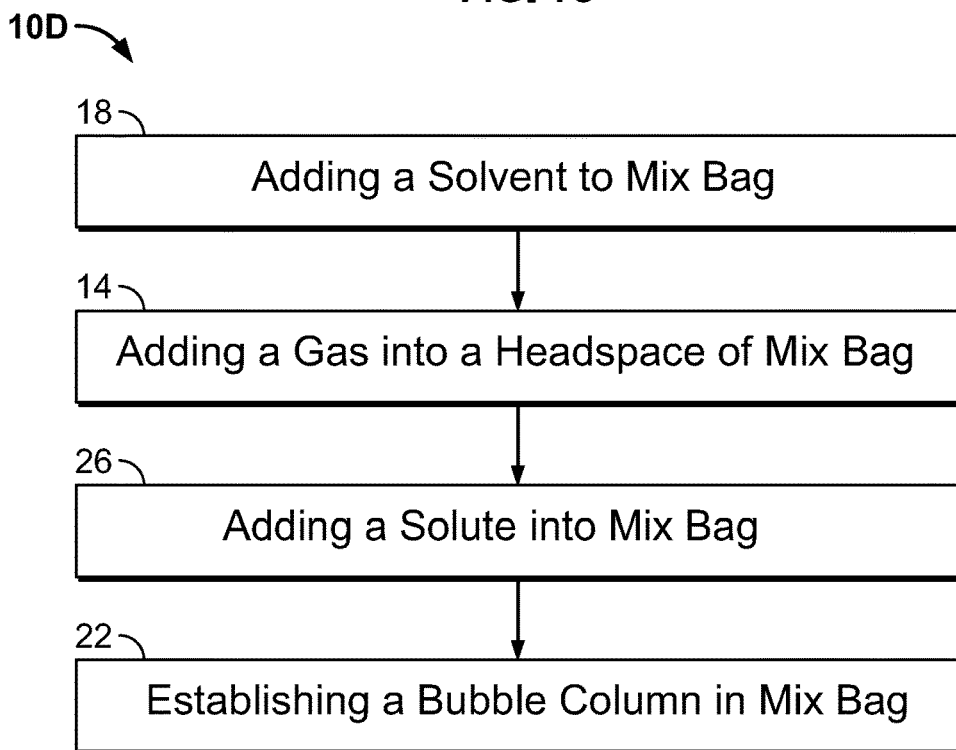 10D
18
Adding a Solvent to Mix Bag
14
Adding a Gas into a Headspace of Mix Bag
26
Adding a Solute into Mix Bag
22
Establishing a Bubble Column in Mix Bag